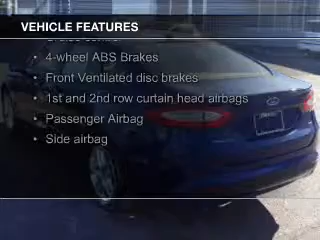 VEHICLE FEATURES
• 4-wheel ABS Brakes
• Front Ventilated disc brakes
• 1st and 2nd row curtain head airbags
• Passenger Airbag
• Side airbag